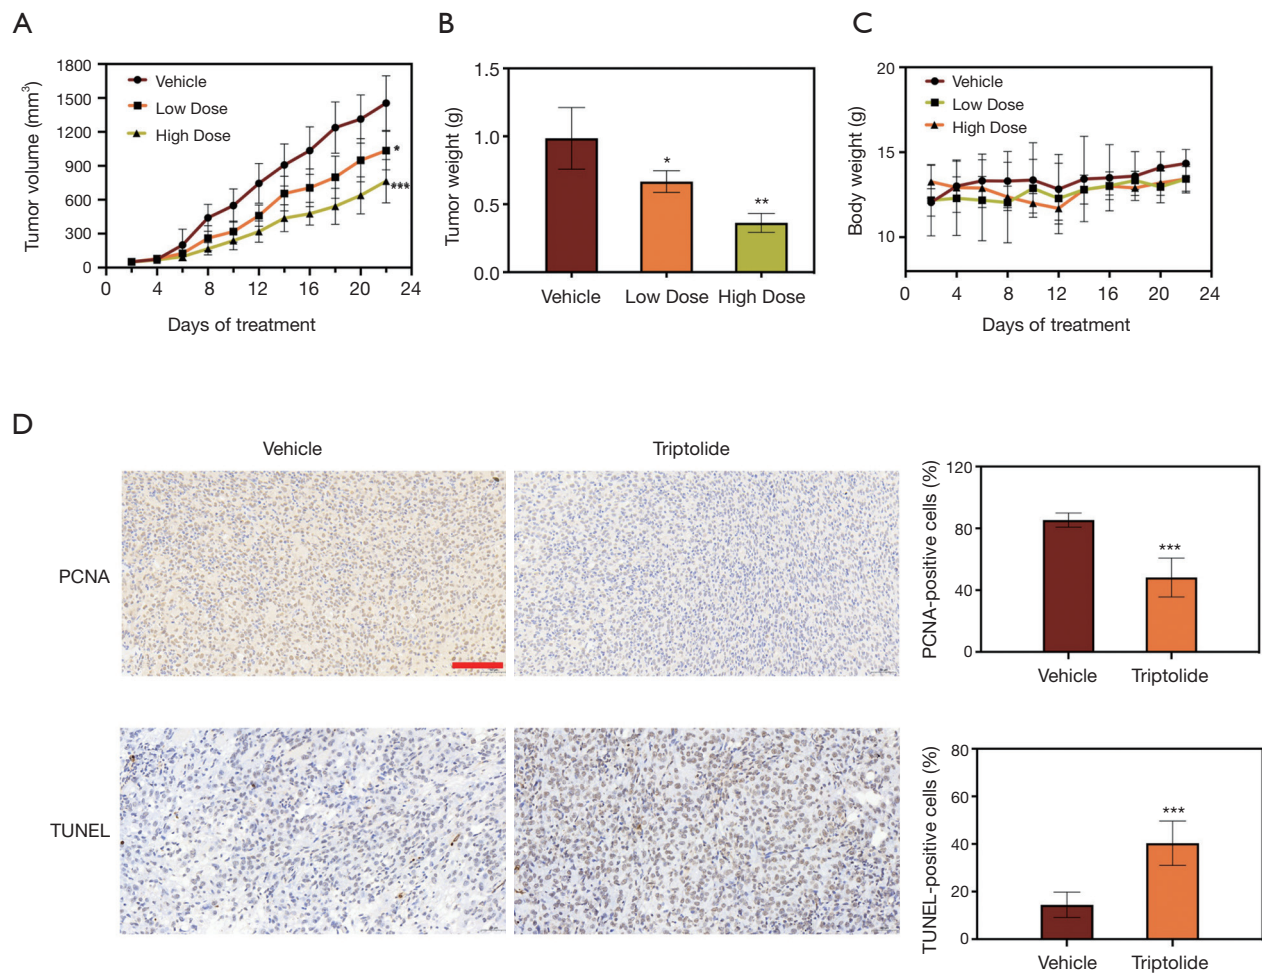 A
Tumor volume (mm³)
1800
1500
1200
900
600
300
0
Vehicle
Low Dose
High Dose
*
***
0 4 8 12 16 20 24
Days of treatment
B
Tumor weight (g)
1.5
1.0
0.5
0.0
*
**
Vehicle Low Dose High Dose
C
Body weight (g)
20
15
10
Vehicle
Low Dose
High Dose
0 4 8 12 16 20 24
Days of treatment
D
Vehicle Triptolide
PCNA
PCNA-positive cells (%)
120
80
40
0
***
Vehicle Triptolide
TUNEL
TUNEL-positive cells (%)
80
60
40
20
0
***
Vehicle Triptolide